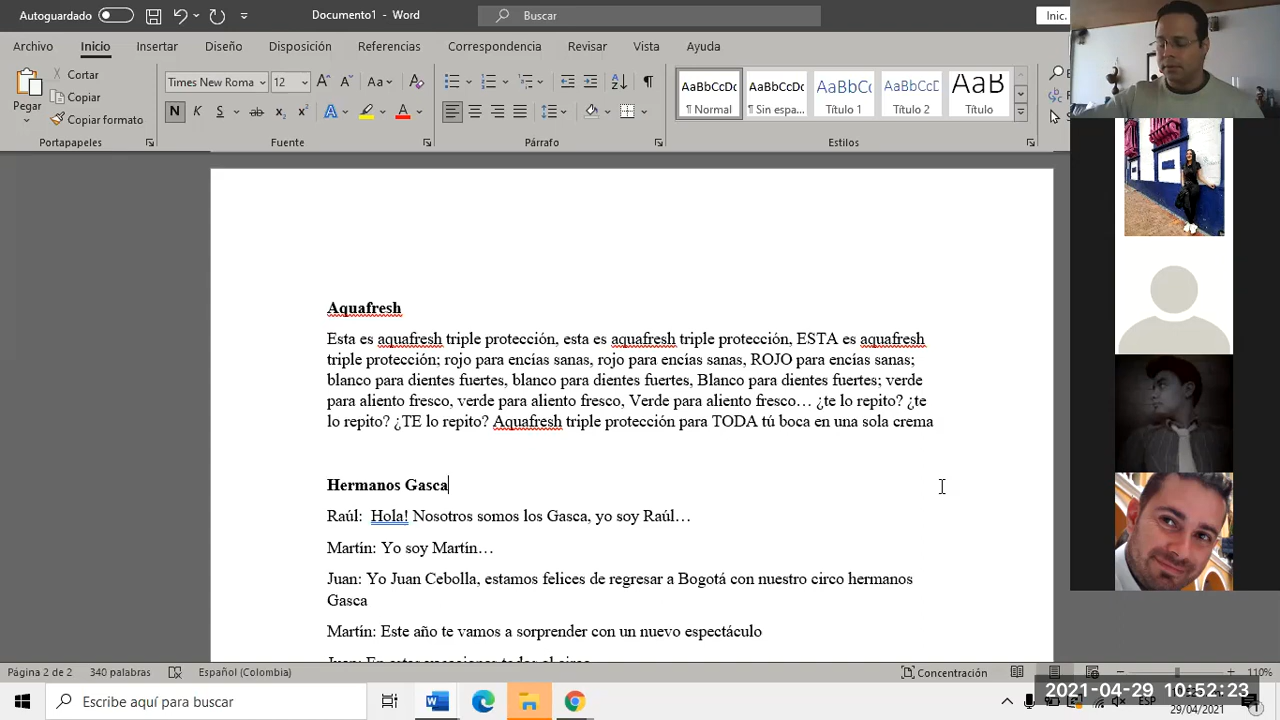 Autoguardado
Documento1 - Word
Buscar
Inic.
Archivo Inicio Insertar Diseño Disposición Referencias Correspondencia Revisar Vista Ayuda
Pegar
Cortar
Copiar
Copiar formato
Portapapeles
Times New Roma 12
Aa
N K S ab x₂ x²
Fuente
Párrafo
AaBbCcDc AaBbCcDc AaBbCc AaBbCcD AaB
¶ Normal ¶ Sin espa... Título 1 Título 2 Título
Estilos
Aquafresh
Esta es aquafresh triple protección, esta es aquafresh triple protección, ESTA es aquafresh
triple protección; rojo para encías sanas, rojo para encías sanas, ROJO para encías sanas;
blanco para dientes fuertes, blanco para dientes fuertes, Blanco para dientes fuertes; verde
para aliento fresco, verde para aliento fresco, Verde para aliento fresco… ¿te lo repito? ¿te
lo repito? ¿TE lo repito? Aquafresh triple protección para TODA tú boca en una sola crema
Hermanos Gasca
Raúl:  Hola! Nosotros somos los Gasca, yo soy Raúl…
Martín: Yo soy Martín…
Juan: Yo Juan Cebolla, estamos felices de regresar a Bogotá con nuestro circo hermanos
Gasca
Martín: Este año te vamos a sorprender con un nuevo espectáculo
Página 2 de 2 340 palabras Español (Colombia) Concentración 110%
Escribe aquí para buscar
ESP
2021-04-29 10:52:23
29/04/2021